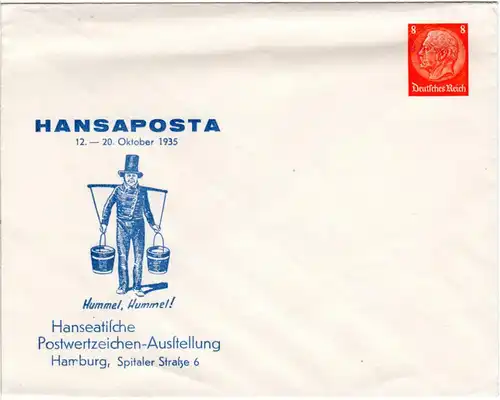 8 8
Deutsches Reich
HANSAPOSTA
12. — 20. Oktober 1935
Hummel, Hummel!
Hanseatiſche
Postwertzeichen-Ausſtellung
Hamburg, Spitaler Straße 6